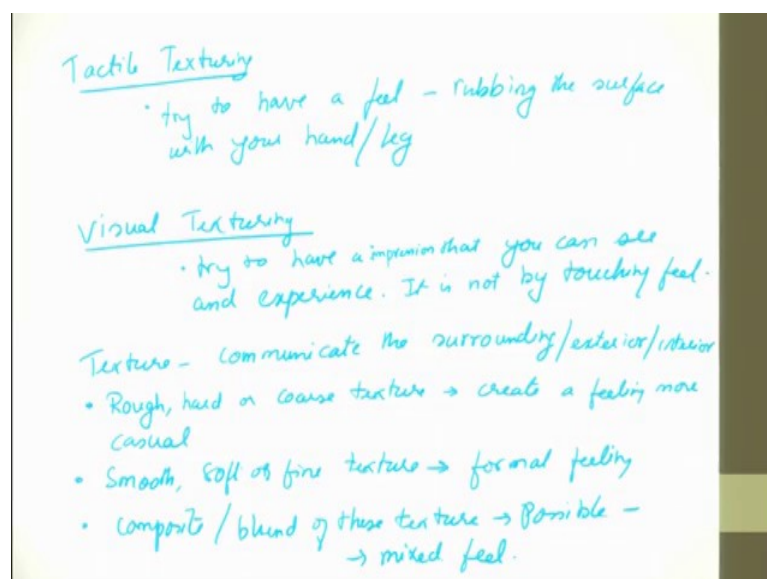 Tactile Texturing
• try to have a feel – rubbing the surface
with your hand/leg
Visual Texturing
• try to have a impression that you can see
and experience. It is not by touching feel.
Texture – communicate the surrounding/exterior/interior
• Rough, hard or coarse texture → create a feeling more
casual
• Smooth, soft or fine texture → formal feeling
• Composite/blend of these texture → Possible –
→ mixed feel.